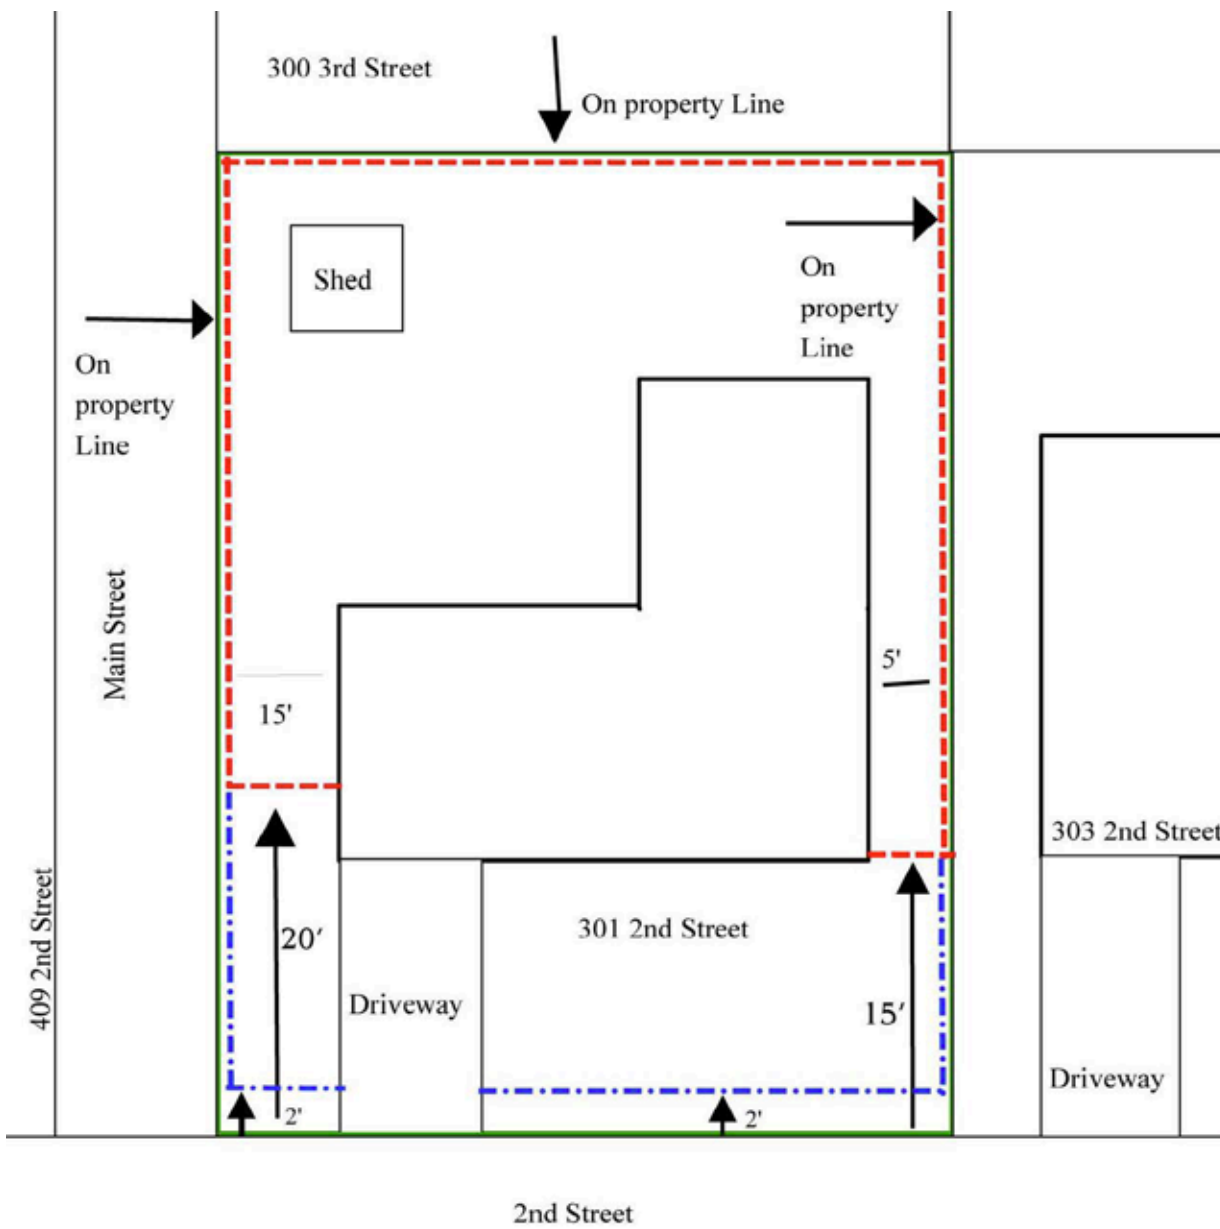 300 3rd Street
On property Line
Shed
On
property
Line
On
property
Line
Main Street
15'
5'
303 2nd Street
409 2nd Street
301 2nd Street
20'
Driveway
15'
Driveway
2'
2'
2nd Street